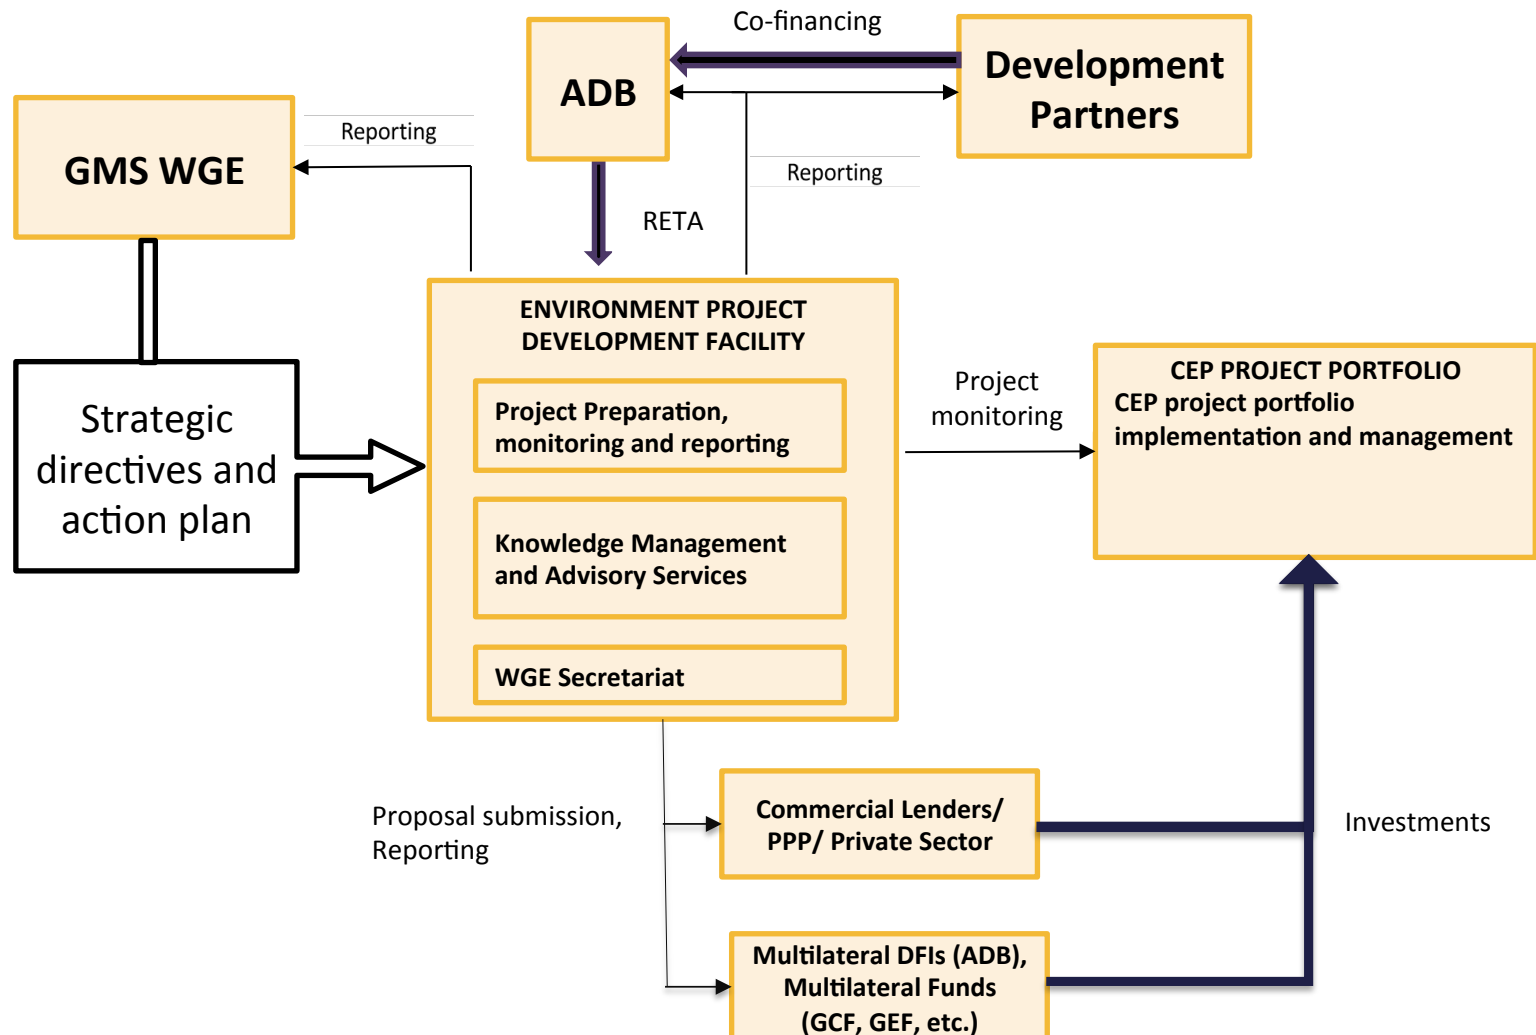 Co-financing
ADB
Development
Partners
GMS WGE
Reporting
Reporting
RETA
Strategic
directives and
action plan
ENVIRONMENT PROJECT
DEVELOPMENT FACILITY
Project Preparation,
monitoring and reporting
Knowledge Management
and Advisory Services
WGE Secretariat
Project
monitoring
CEP PROJECT PORTFOLIO
CEP project portfolio
implementation and management
Proposal submission,
Reporting
Commercial Lenders/
PPP/ Private Sector
Investments
Multilateral DFIs (ADB),
Multilateral Funds
(GCF, GEF, etc.)